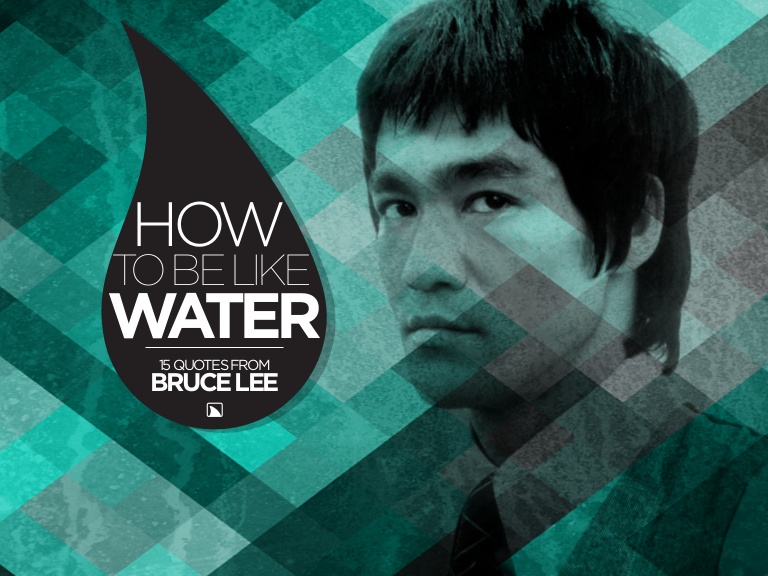 HOW
TO BE LIKE
WATER
15 QUOTES FROM
BRUCE LEE